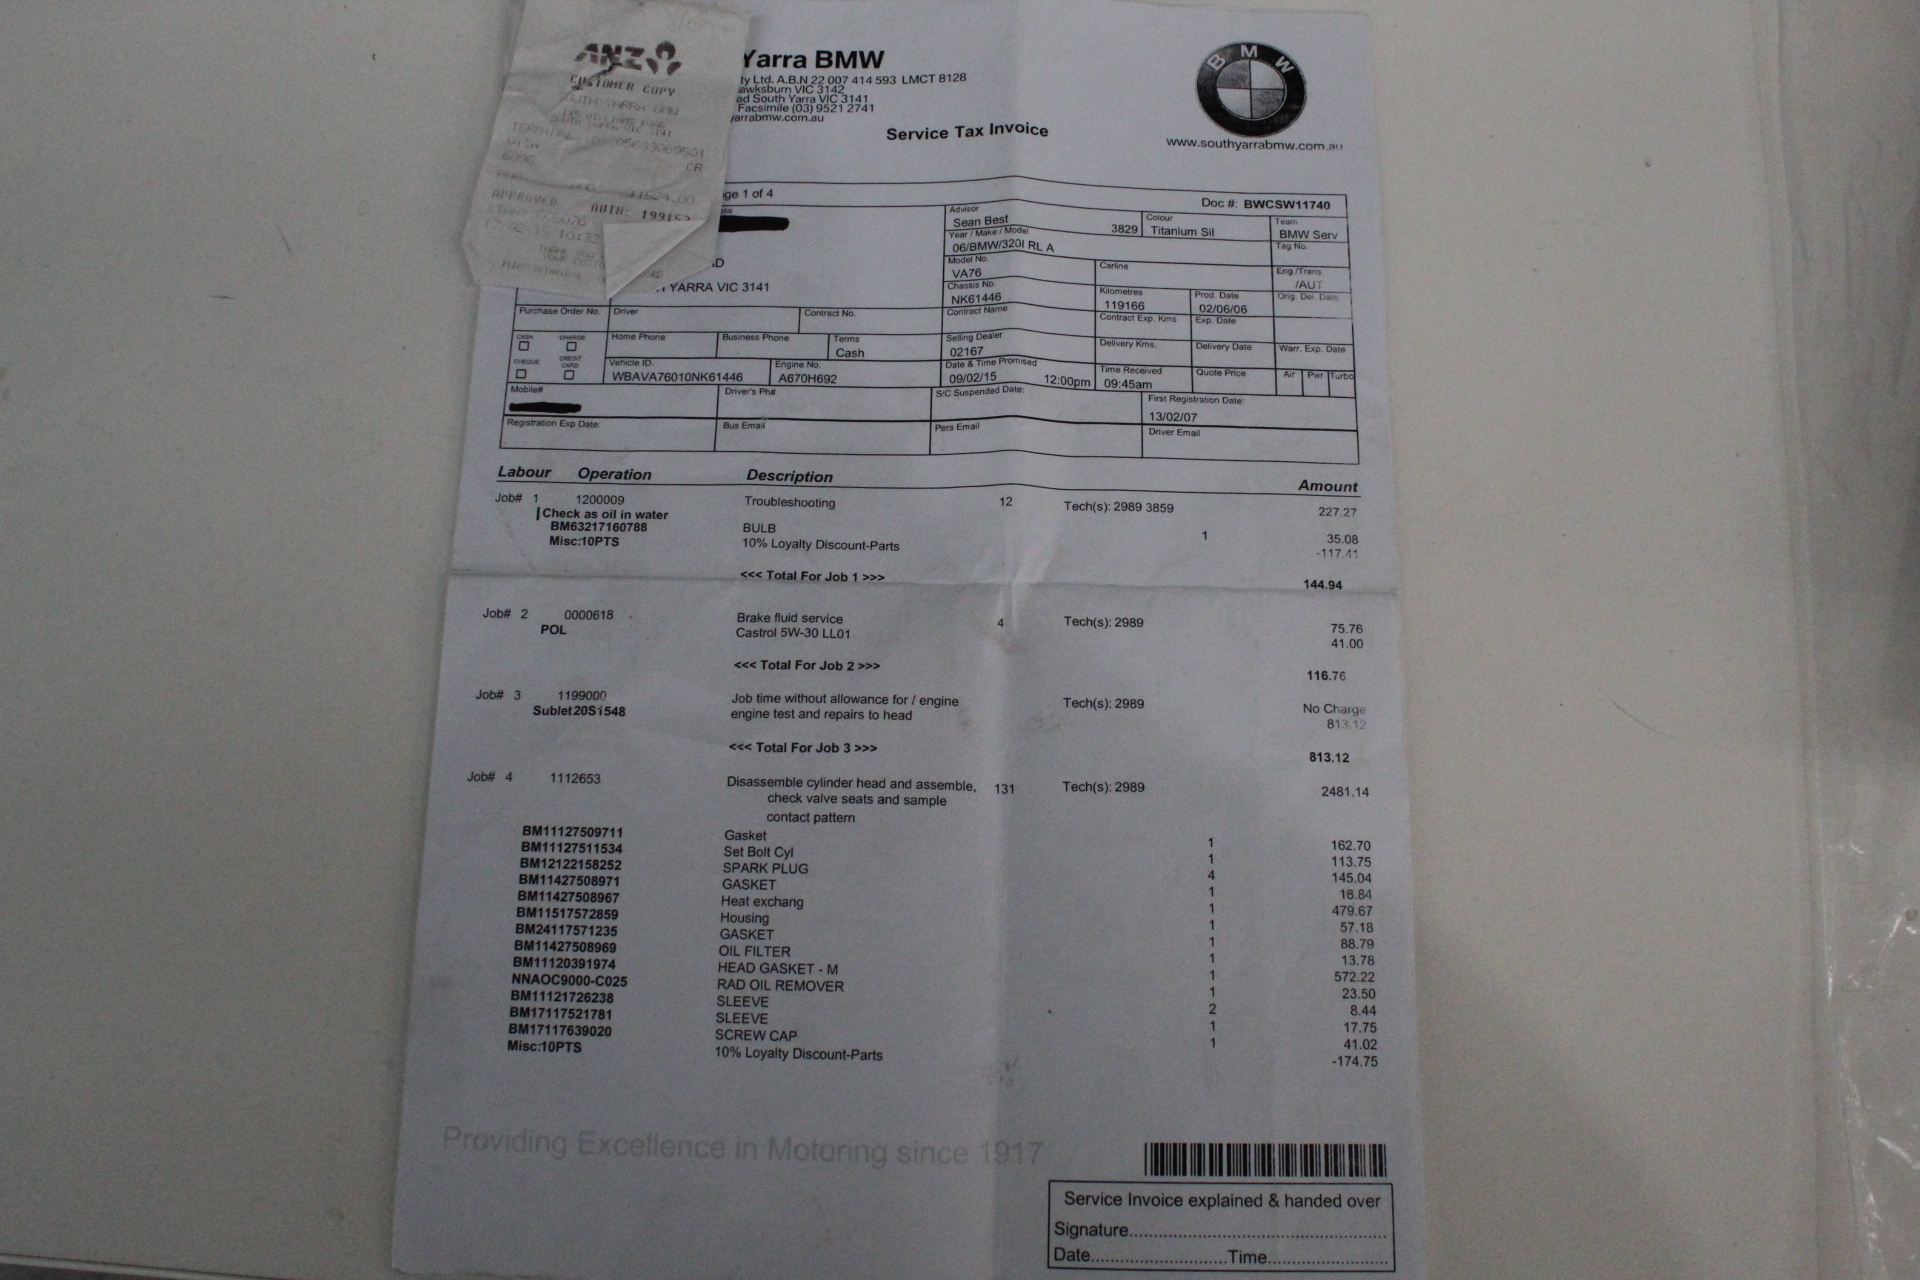 ANZ
CUSTOMER COPY
SOUTH YARRA BMW
SOUTH YARRA VIC 3141
VISA
CR
APPROVED AUTH: 199153
Yarra BMW
ty Ltd. A.B.N 22 007 414 593 LMCT 8128
awksburn VIC 3142
ad South Yarra VIC 3141
Facsimile (03) 9521 2741
yarrabmw.com.au
Service Tax Invoice
BMW
www.southyarrabmw.com.au
ge 1 of 4
Doc #: BWCSW11740
ess
Advisor
Sean Best 3829
Colour
Titanium Sil
Team
BMW Serv
Year / Make / Model
06/BMW/320I RL A
Tag No.
Model No.
VA76
Carline
Eng./Trans.
/AUT
AD
YARRA VIC 3141
Chassis No.
NK61446
Kilometres
119166
Prod. Date
02/06/06
Orig. Del. Date
Purchase Order No. Driver Contract No. Contract Name Contract Exp. Kms Exp. Date
CASH CHARGE
CHEQUE CREDIT CARD
Home Phone Business Phone Terms
Cash
Selling Dealer
02167
Delivery Kms. Delivery Date Warr. Exp. Date
Vehicle ID.
WBAVA76010NK61446
Engine No.
A670H692
Date & Time Promised
09/02/15 12:00pm
Time Received
09:45am
Quote Price Air Pwr Turbo
Mobile# Driver's Ph# S/C Suspended Date:
First Registration Date:
13/02/07
Registration Exp Date: Bus Email Pers Email Driver Email
Labour Operation Description Amount
Job# 1 1200009 Troubleshooting 12 Tech(s): 2989 3859 227.27
Check as oil in water
BM63217160788 BULB 1 35.08
Misc:10PTS 10% Loyalty Discount-Parts -117.41
<<< Total For Job 1 >>> 144.94
Job# 2 0000618 Brake fluid service 4 Tech(s): 2989 75.76
POL Castrol 5W-30 LL01 41.00
<<< Total For Job 2 >>> 116.76
Job# 3 1199000 Job time without allowance for / engine Tech(s): 2989 No Charge
Sublet20S1548 engine test and repairs to head 813.12
<<< Total For Job 3 >>> 813.12
Job# 4 1112653 Disassemble cylinder head and assemble, 131 Tech(s): 2989 2481.14
check valve seats and sample
contact pattern
BM11127509711 Gasket 1 162.70
BM11127511534 Set Bolt Cyl 1 113.75
BM12122158252 SPARK PLUG 4 145.04
BM11427508971 GASKET 1 18.84
BM11427508967 Heat exchang 1 479.67
BM11517572859 Housing 1 57.18
BM24117571235 GASKET 1 88.79
BM11427508969 OIL FILTER 1 13.78
BM11120391974 HEAD GASKET - M 1 572.22
NNAOC9000-C025 RAD OIL REMOVER 1 23.50
BM11121726238 SLEEVE 2 8.44
BM17117521781 SLEEVE 1 17.75
BM17117639020 SCREW CAP 1 41.02
Misc:10PTS 10% Loyalty Discount-Parts -174.75
Providing Excellence in Motoring since 1917
Service Invoice explained & handed over
Signature
Date Time